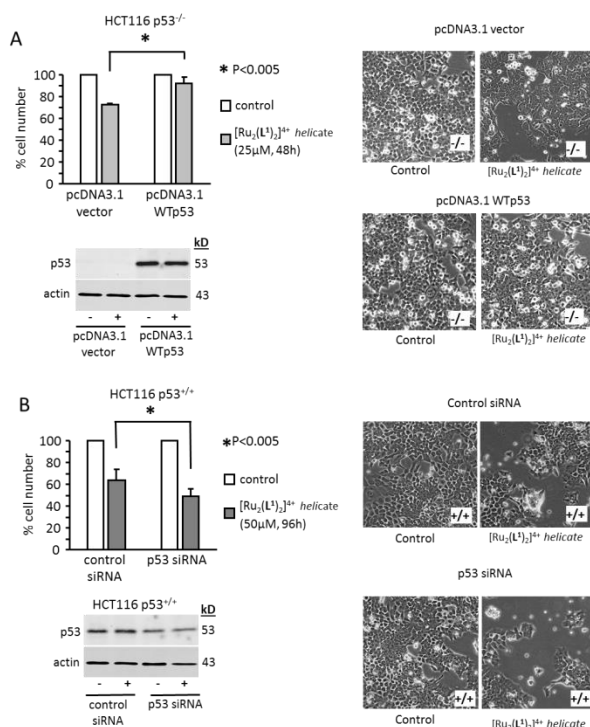 A
HCT116 p53-/-
*
100
80
60
40
20
0
% cell number
pcDNA3.1
vector
pcDNA3.1
WTp53
* P<0.005
control
[Ru2(L1)2]4+ helicate
(25μM, 48h)
kD
p53
53
actin
43
- + - +
pcDNA3.1
vector
pcDNA3.1
WTp53
pcDNA3.1 vector
-/-
-/-
Control
[Ru2(L1)2]4+ helicate
pcDNA3.1 WTp53
-/-
-/-
Control
[Ru2(L1)2]4+ helicate
B
HCT116 p53+/+
*
100
80
60
40
20
0
% cell number
control
siRNA
p53 siRNA
*P<0.005
control
[Ru2(L1)2]4+ helicate
(50μM, 96h)
HCT116 p53+/+
kD
p53
53
actin
43
- + - +
control
siRNA
p53 siRNA
Control siRNA
+/+
+/+
Control
[Ru2(L1)2]4+ helicate
p53 siRNA
+/+
+/+
Control
[Ru2(L1)2]4+ helicate